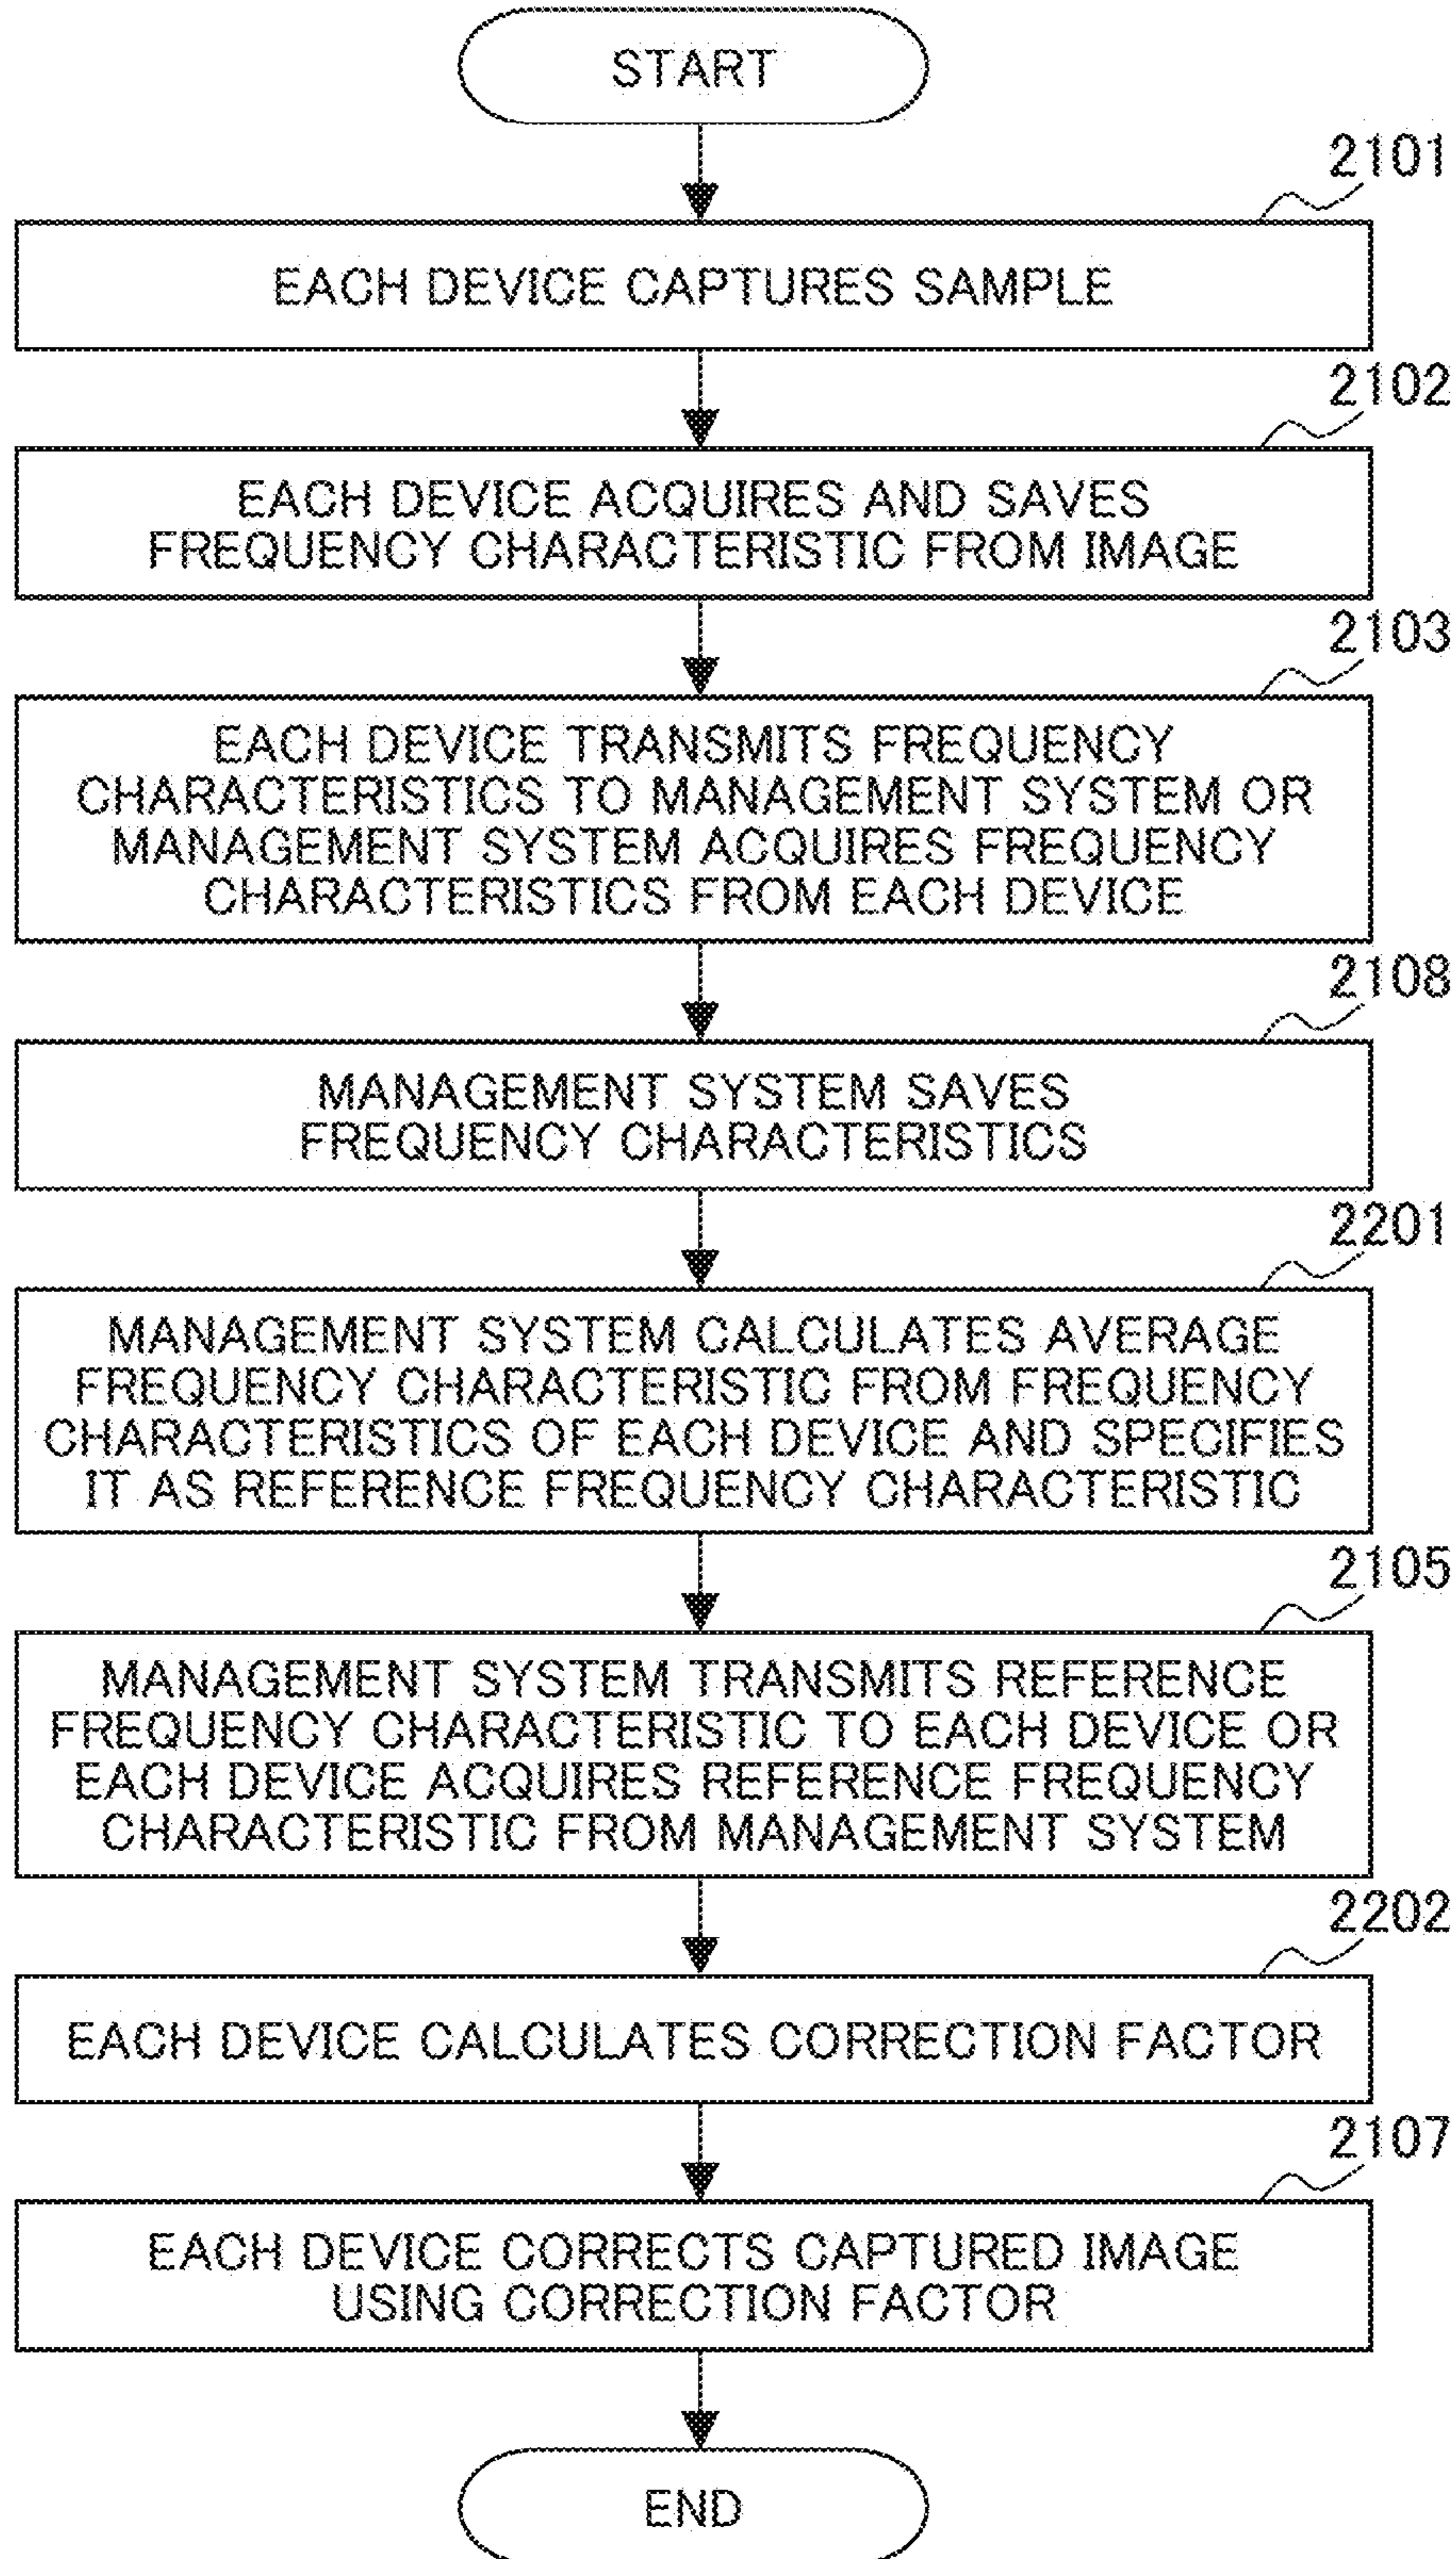 START
2101
EACH DEVICE CAPTURES SAMPLE
2102
EACH DEVICE ACQUIRES AND SAVES
FREQUENCY CHARACTERISTIC FROM IMAGE
2103
EACH DEVICE TRANSMITS FREQUENCY
CHARACTERISTICS TO MANAGEMENT SYSTEM OR
MANAGEMENT SYSTEM ACQUIRES FREQUENCY
CHARACTERISTICS FROM EACH DEVICE
2108
MANAGEMENT SYSTEM SAVES
FREQUENCY CHARACTERISTICS
2201
MANAGEMENT SYSTEM CALCULATES AVERAGE
FREQUENCY CHARACTERISTIC FROM FREQUENCY
CHARACTERISTICS OF EACH DEVICE AND SPECIFIES
IT AS REFERENCE FREQUENCY CHARACTERISTIC
2105
MANAGEMENT SYSTEM TRANSMITS REFERENCE
FREQUENCY CHARACTERISTIC TO EACH DEVICE OR
EACH DEVICE ACQUIRES REFERENCE FREQUENCY
CHARACTERISTIC FROM MANAGEMENT SYSTEM
2202
EACH DEVICE CALCULATES CORRECTION FACTOR
2107
EACH DEVICE CORRECTS CAPTURED IMAGE
USING CORRECTION FACTOR
END